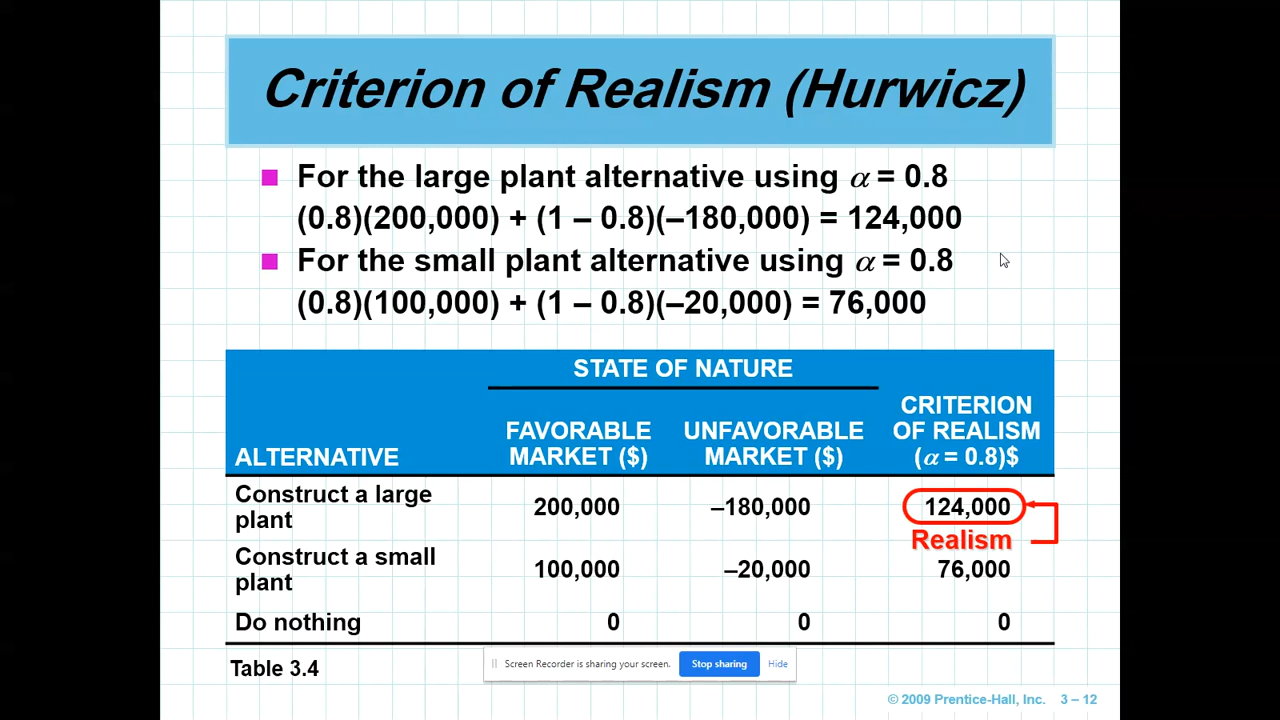 Criterion of Realism (Hurwicz)
For the large plant alternative using α = 0.8
(0.8)(200,000) + (1 – 0.8)(–180,000) = 124,000
For the small plant alternative using α = 0.8
(0.8)(100,000) + (1 – 0.8)(–20,000) = 76,000
STATE OF NATURE
ALTERNATIVE
FAVORABLE
MARKET ($)
UNFAVORABLE
MARKET ($)
CRITERION
OF REALISM
(α = 0.8)$
Construct a large
plant
200,000
–180,000
124,000
Realism
Construct a small
plant
100,000
–20,000
76,000
Do nothing
0
0
0
Table 3.4
Screen Recorder is sharing your screen.
Stop sharing
Hide
© 2009 Prentice-Hall, Inc. 3 – 12